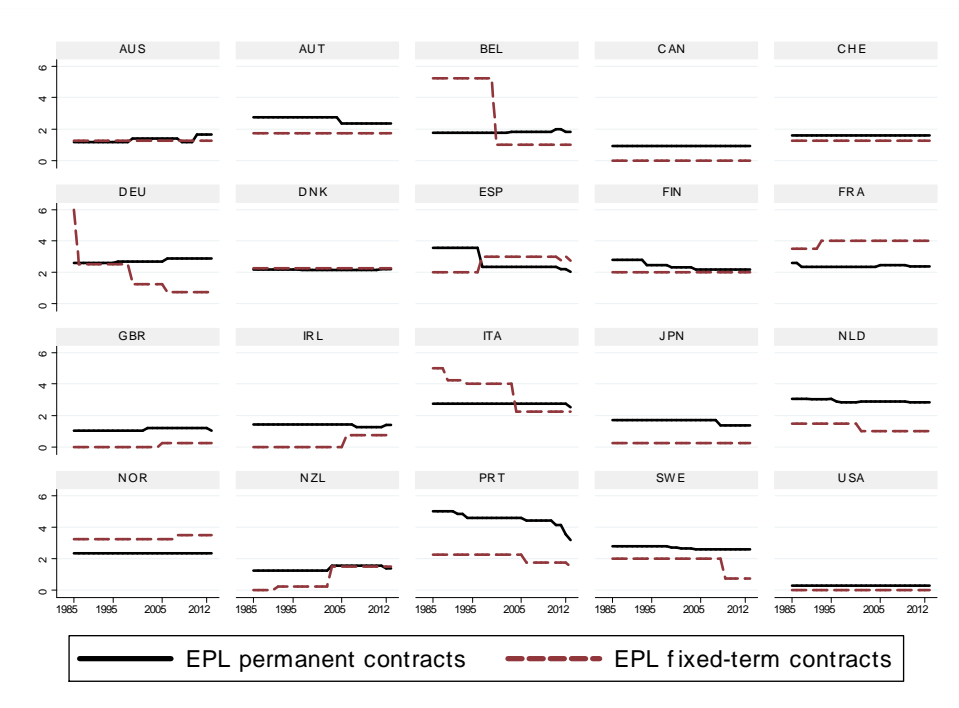 AUS AUT BEL CAN CHE
6
4
2
0
DEU DNK ESP FIN FRA
6
4
2
0
GBR IRL ITA JPN NLD
6
4
2
0
NOR NZL PRT SWE USA
6
4
2
0
1985 1995 2005 2012 1985 1995 2005 2012 1985 1995 2005 2012 1985 1995 2005 2012 1985 1995 2005 2012
EPL permanent contracts EPL fixed-term contracts